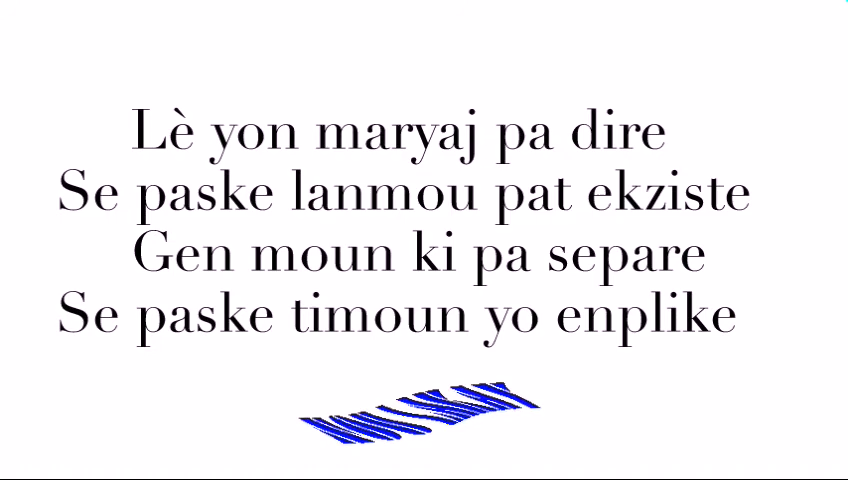 Lè yon maryaj pa dire
Se paske lanmou pat ekziste
Gen moun ki pa separe
Se paske timoun yo enplike